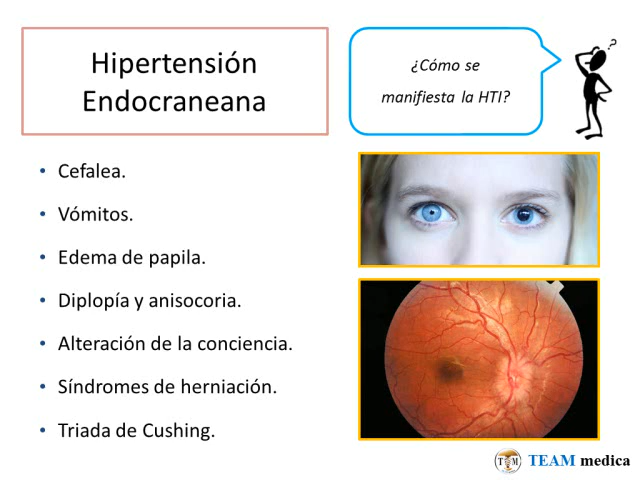 Hipertensión
Endocraneana
¿Cómo se
manifiesta la HTI?
?
• Cefalea.
• Vómitos.
• Edema de papila.
• Diplopía y anisocoria.
• Alteración de la conciencia.
• Síndromes de herniación.
• Triada de Cushing.
T M TEAM medica